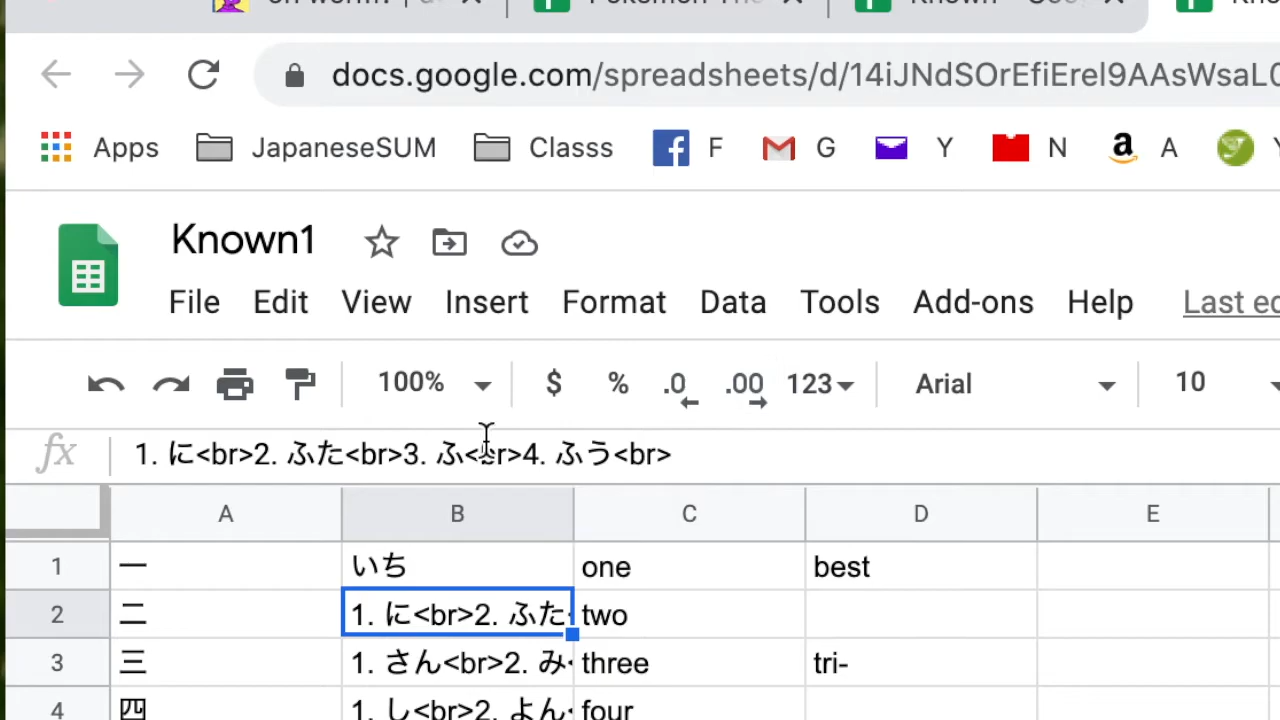 docs.google.com/spreadsheets/d/14iJNdSOrEfiErel9AAsWsaL
Apps JapaneseSUM Classs F G Y N A
Known1
File Edit View Insert Format Data Tools Add-ons Help Last
100% $ % .0 .00 123 Arial 10
fx 1. に<br>2. ふた<br>3. ふ<br>4. ふう<br>
A B C D E
1 一 いち one best
2 二 1. に<br>2. ふた two
3 三 1. さん<br>2. み three tri-
4 四 1. し<br>2. よん four